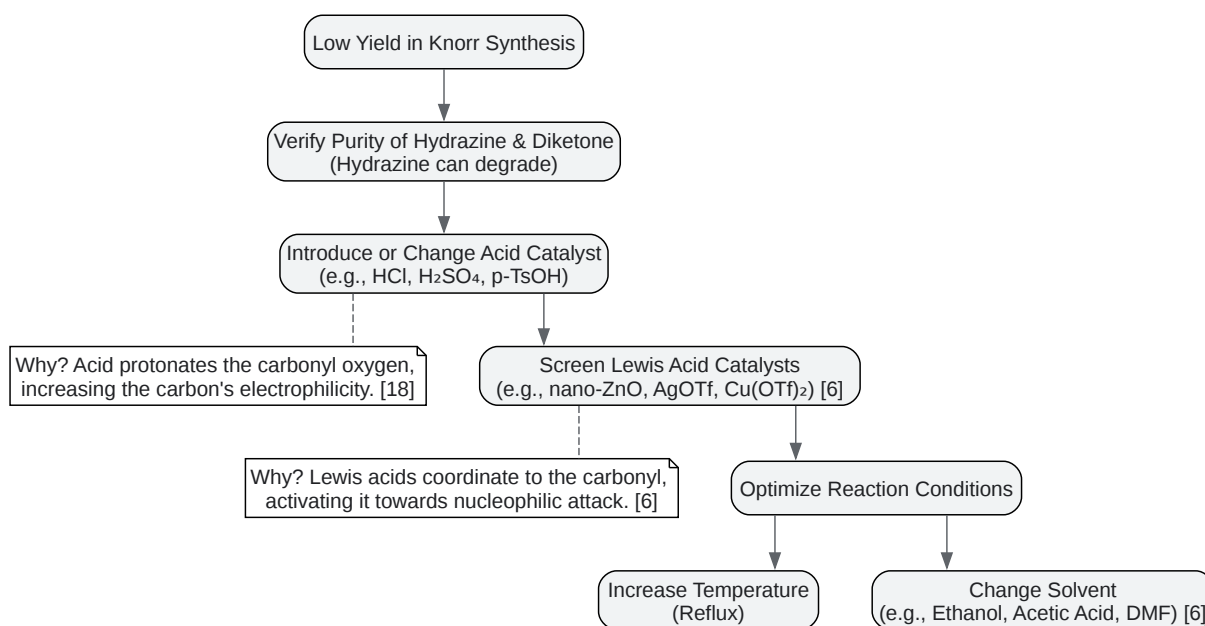 Low Yield in Knorr Synthesis
Verify Purity of Hydrazine & Diketone
(Hydrazine can degrade)
Introduce or Change Acid Catalyst
(e.g., HCl, H₂SO₄, p-TsOH)
Why? Acid protonates the carbonyl oxygen,
increasing the carbon's electrophilicity. [18]
Screen Lewis Acid Catalysts
(e.g., nano-ZnO, AgOTf, Cu(OTf)₂) [6]
Why? Lewis acids coordinate to the carbonyl,
activating it towards nucleophilic attack. [6]
Optimize Reaction Conditions
Increase Temperature
(Reflux)
Change Solvent
(e.g., Ethanol, Acetic Acid, DMF) [6]